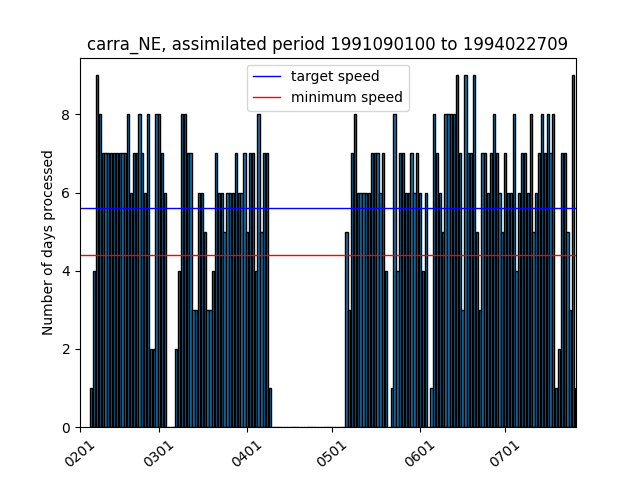 carra_NE, assimilated period 1991090100 to 1994022709
target speed
minimum speed
Number of days processed
8
6
4
2
0
0201
0301
0401
0501
0601
0701